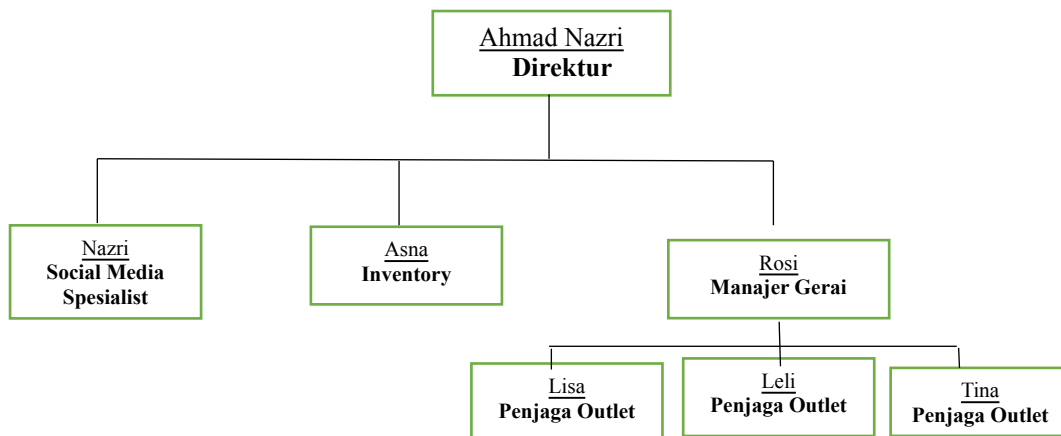 Ahmad Nazri
Direktur
Nazri
Social Media
Spesialist
Asna
Inventory
Rosi
Manajer Gerai
Lisa
Penjaga Outlet
Leli
Penjaga Outlet
Tina
Penjaga Outlet